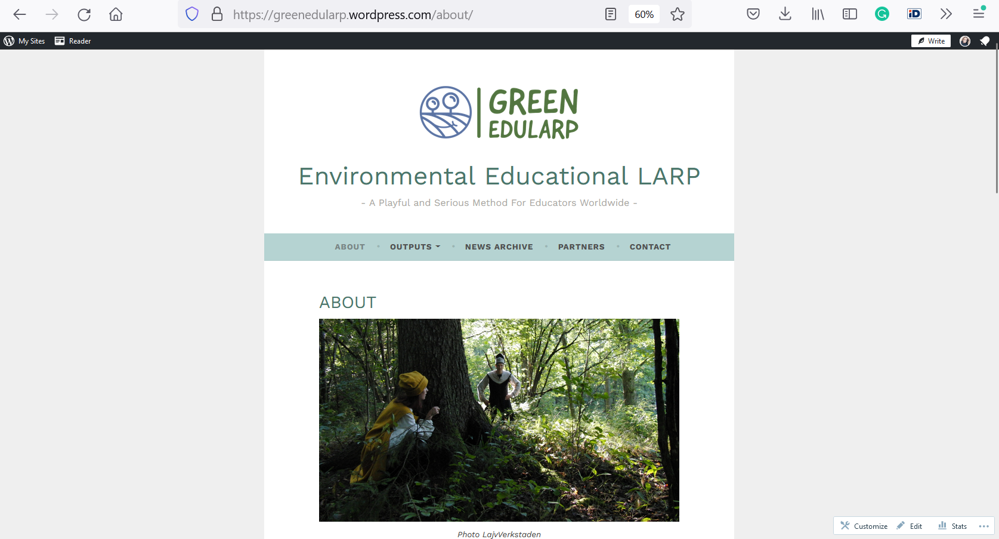 https://greenedularp.wordpress.com/about/
60%
My Sites
Reader
Write
GREEN
EDULARP
Environmental Educational LARP
- A Playful and Serious Method For Educators Worldwide -
ABOUT
OUTPUTS
NEWS ARCHIVE
PARTNERS
CONTACT
ABOUT
Photo LajvVerkstaden
Customize
Edit
Stats